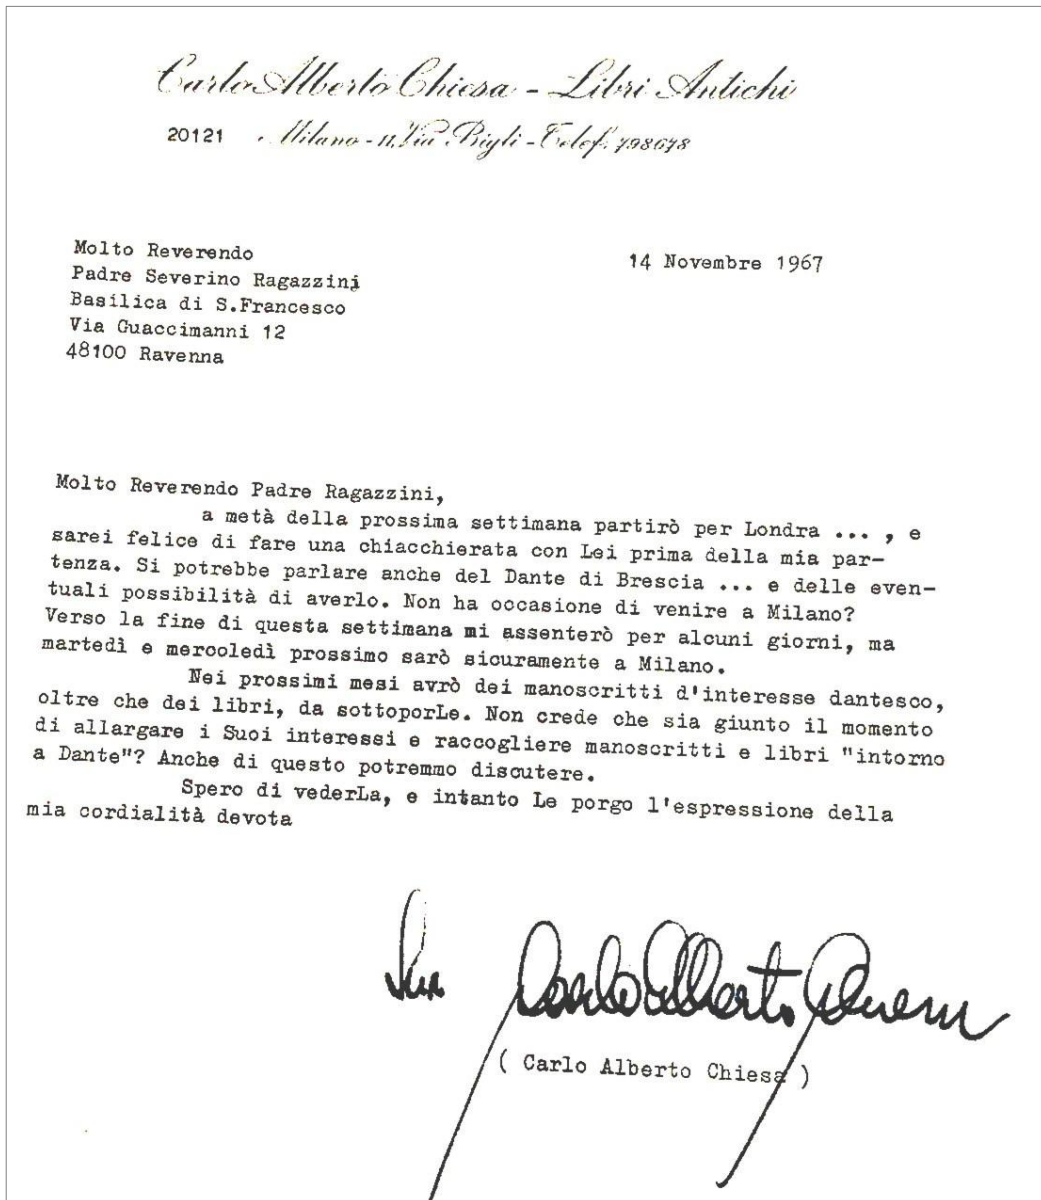 Carlo Alberto Chiesa - Libri Antichi
20121 Milano - 11, Via Bigli - Telef. 798678
Molto Reverendo
Padre Severino Ragazzini
Basilica di S.Francesco
Via Guaccimanni 12
48100 Ravenna
14 Novembre 1967
Molto Reverendo Padre Ragazzini,
a metà della prossima settimana partirò per Londra ... , e
sarei felice di fare una chiacchierata con Lei prima della mia par-
tenza. Si potrebbe parlare anche del Dante di Brescia ... e delle even-
tuali possibilità di averlo. Non ha occasione di venire a Milano?
Verso la fine di questa settimana mi assenterò per alcuni giorni, ma
martedì e mercoledì prossimo sarò sicuramente a Milano.
Nei prossimi mesi avrò dei manoscritti d'interesse dantesco,
oltre che dei libri, da sottoporLe. Non crede che sia giunto il momento
di allargare i Suoi interessi e raccogliere manoscritti e libri "intorno
a Dante"? Anche di questo potremmo discutere.
Spero di vederLa, e intanto Le porgo l'espressione della
mia cordialità devota
Suo Carlo Alberto Chiesa
( Carlo Alberto Chiesa )